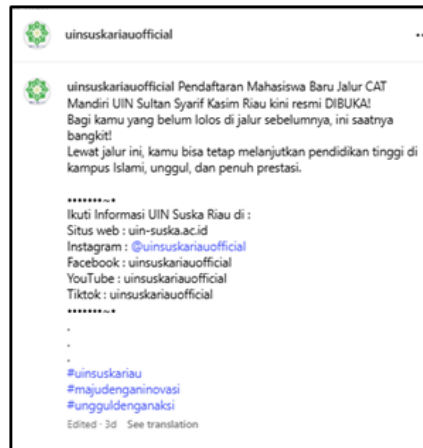 uinsuskariauofficial
uinsuskariauofficial Pendaftaran Mahasiswa Baru Jalur CAT
Mandiri UIN Sultan Syarif Kasim Riau kini resmi DIBUKA!
Bagi kamu yang belum lolos di jalur sebelumnya, ini saatnya
bangkit!
Lewat jalur ini, kamu bisa tetap melanjutkan pendidikan tinggi di
kampus Islami, unggul, dan penuh prestasi.
•••••••~•
Ikuti Informasi UIN Suska Riau di :
Situs web : uin-suska.ac.id
Instagram : @uinsuskariauofficial
Facebook : uinsuskariauofficial
YouTube : uinsuskariauofficial
Tiktok : uinsuskariauofficial
•••••••~•
.
.
.
#uinsuskariau
#majudenganinovasi
#ungguldenganaksi
Edited · 3d See translation